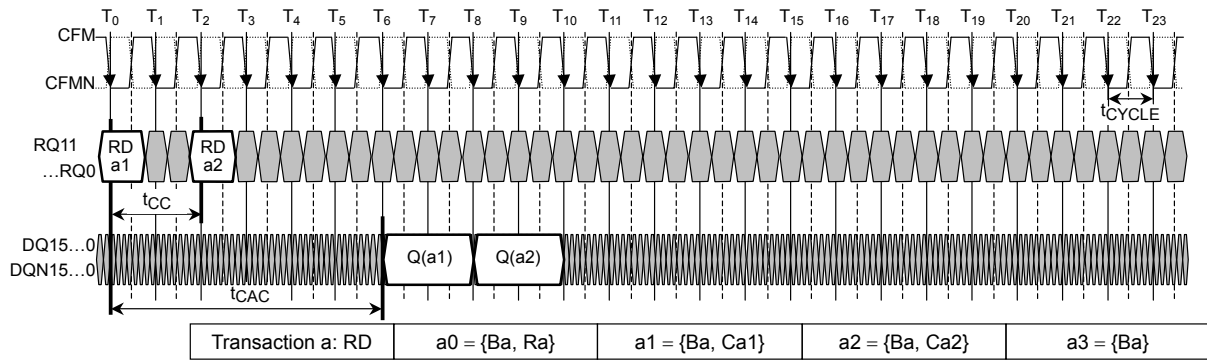 T0 T1 T2 T3 T4 T5 T6 T7 T8 T9 T10 T11 T12 T13 T14 T15 T16 T17 T18 T19 T20 T21 T22 T23
CFM
CFMN
tCYCLE
RQ11
…RQ0
RD
a1
RD
a2
tCC
DQ15…0
DQN15…0
Q(a1)
Q(a2)
tCAC
Transaction a: RD a0 = {Ba, Ra} a1 = {Ba, Ca1} a2 = {Ba, Ca2} a3 = {Ba}